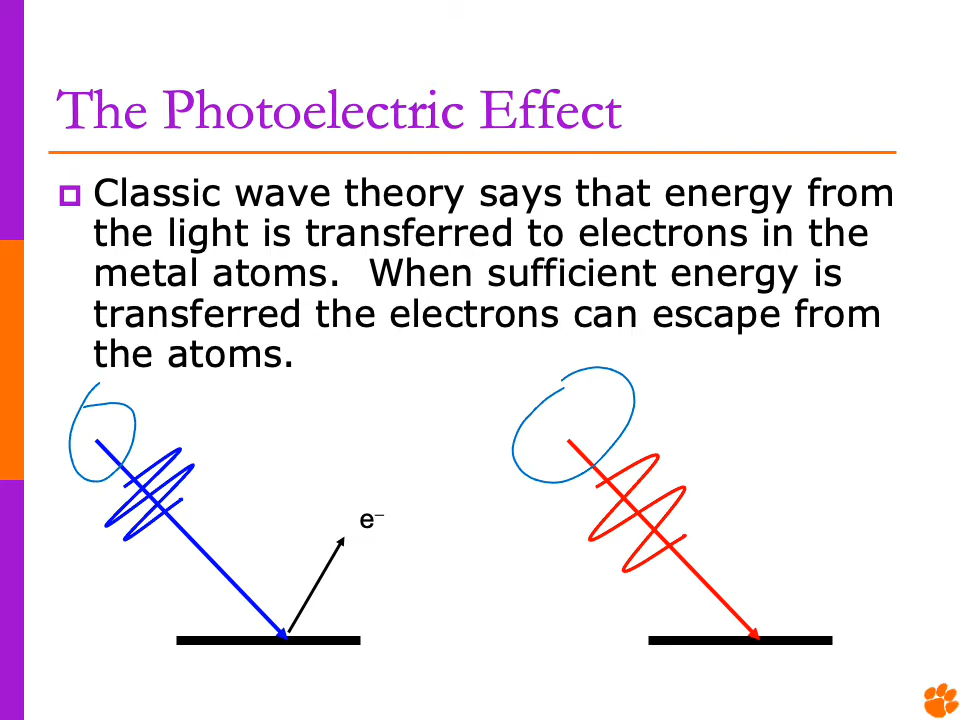 The Photoelectric Effect
Classic wave theory says that energy from
the light is transferred to electrons in the
metal atoms.  When sufficient energy is
transferred the electrons can escape from
the atoms.
e⁻